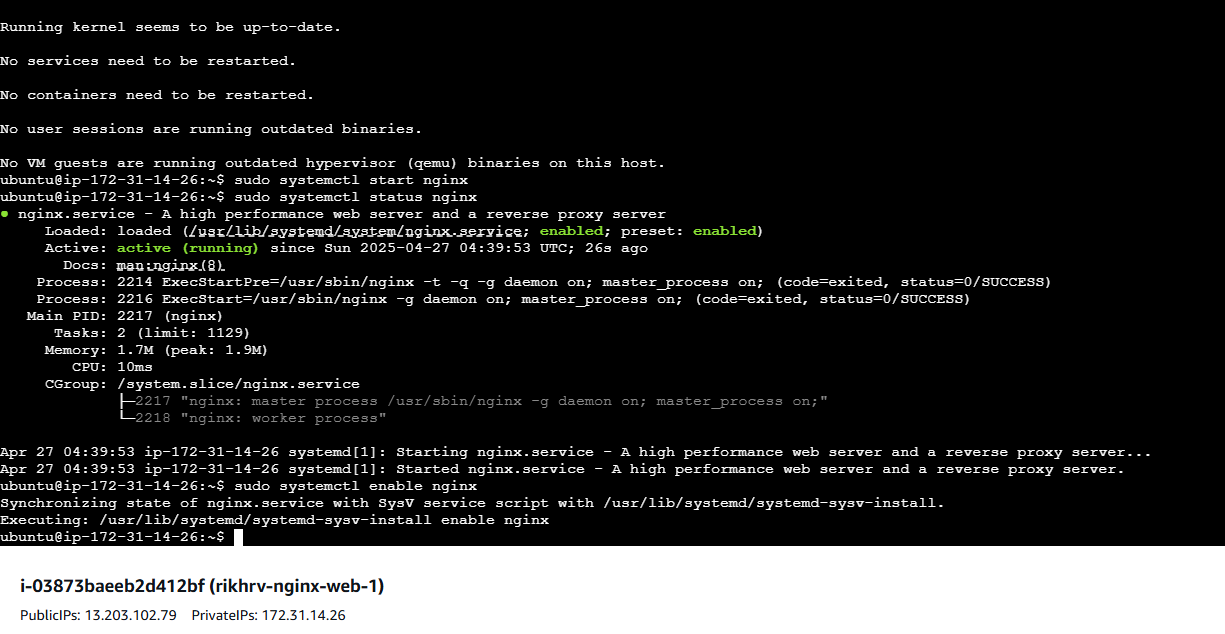 Running kernel seems to be up-to-date.
No services need to be restarted.
No containers need to be restarted.
No user sessions are running outdated binaries.
No VM guests are running outdated hypervisor (qemu) binaries on this host.
ubuntu@ip-172-31-14-26:~$ sudo systemctl start nginx
ubuntu@ip-172-31-14-26:~$ sudo systemctl status nginx
● nginx.service - A high performance web server and a reverse proxy server
Loaded: loaded (/usr/lib/systemd/system/nginx.service; enabled; preset: enabled)
Active: active (running) since Sun 2025-04-27 04:39:53 UTC; 26s ago
Docs: man:nginx(8)
Process: 2214 ExecStartPre=/usr/sbin/nginx -t -q -g daemon on; master_process on; (code=exited, status=0/SUCCESS)
Process: 2216 ExecStart=/usr/sbin/nginx -g daemon on; master_process on; (code=exited, status=0/SUCCESS)
Main PID: 2217 (nginx)
Tasks: 2 (limit: 1129)
Memory: 1.7M (peak: 1.9M)
CPU: 10ms
CGroup: /system.slice/nginx.service
├─2217 "nginx: master process /usr/sbin/nginx -g daemon on; master_process on;"
└─2218 "nginx: worker process"
Apr 27 04:39:53 ip-172-31-14-26 systemd[1]: Starting nginx.service - A high performance web server and a reverse proxy server...
Apr 27 04:39:53 ip-172-31-14-26 systemd[1]: Started nginx.service - A high performance web server and a reverse proxy server.
ubuntu@ip-172-31-14-26:~$ sudo systemctl enable nginx
Synchronizing state of nginx.service with SysV service script with /usr/lib/systemd/systemd-sysv-install.
Executing: /usr/lib/systemd/systemd-sysv-install enable nginx
ubuntu@ip-172-31-14-26:~$
i-03873baeeb2d412bf (rikhrv-nginx-web-1)
PublicIPs: 13.203.102.79 PrivateIPs: 172.31.14.26